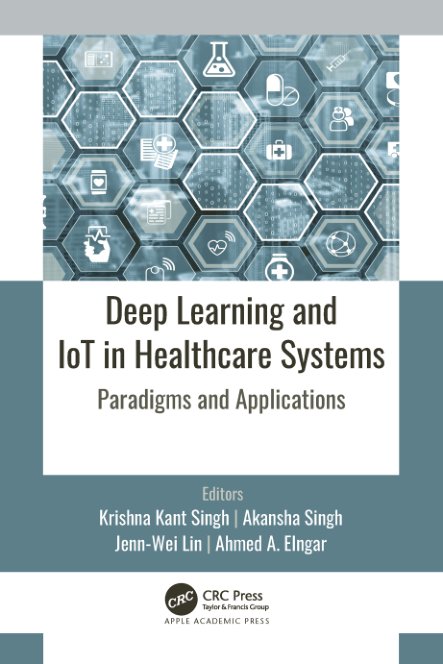 Deep Learning and
IoT in Healthcare Systems
Paradigms and Applications
Editors
Krishna Kant Singh | Akansha Singh
Jenn-Wei Lin | Ahmed A. Elngar
CRC
CRC Press
Taylor & Francis Group
APPLE ACADEMIC PRESS